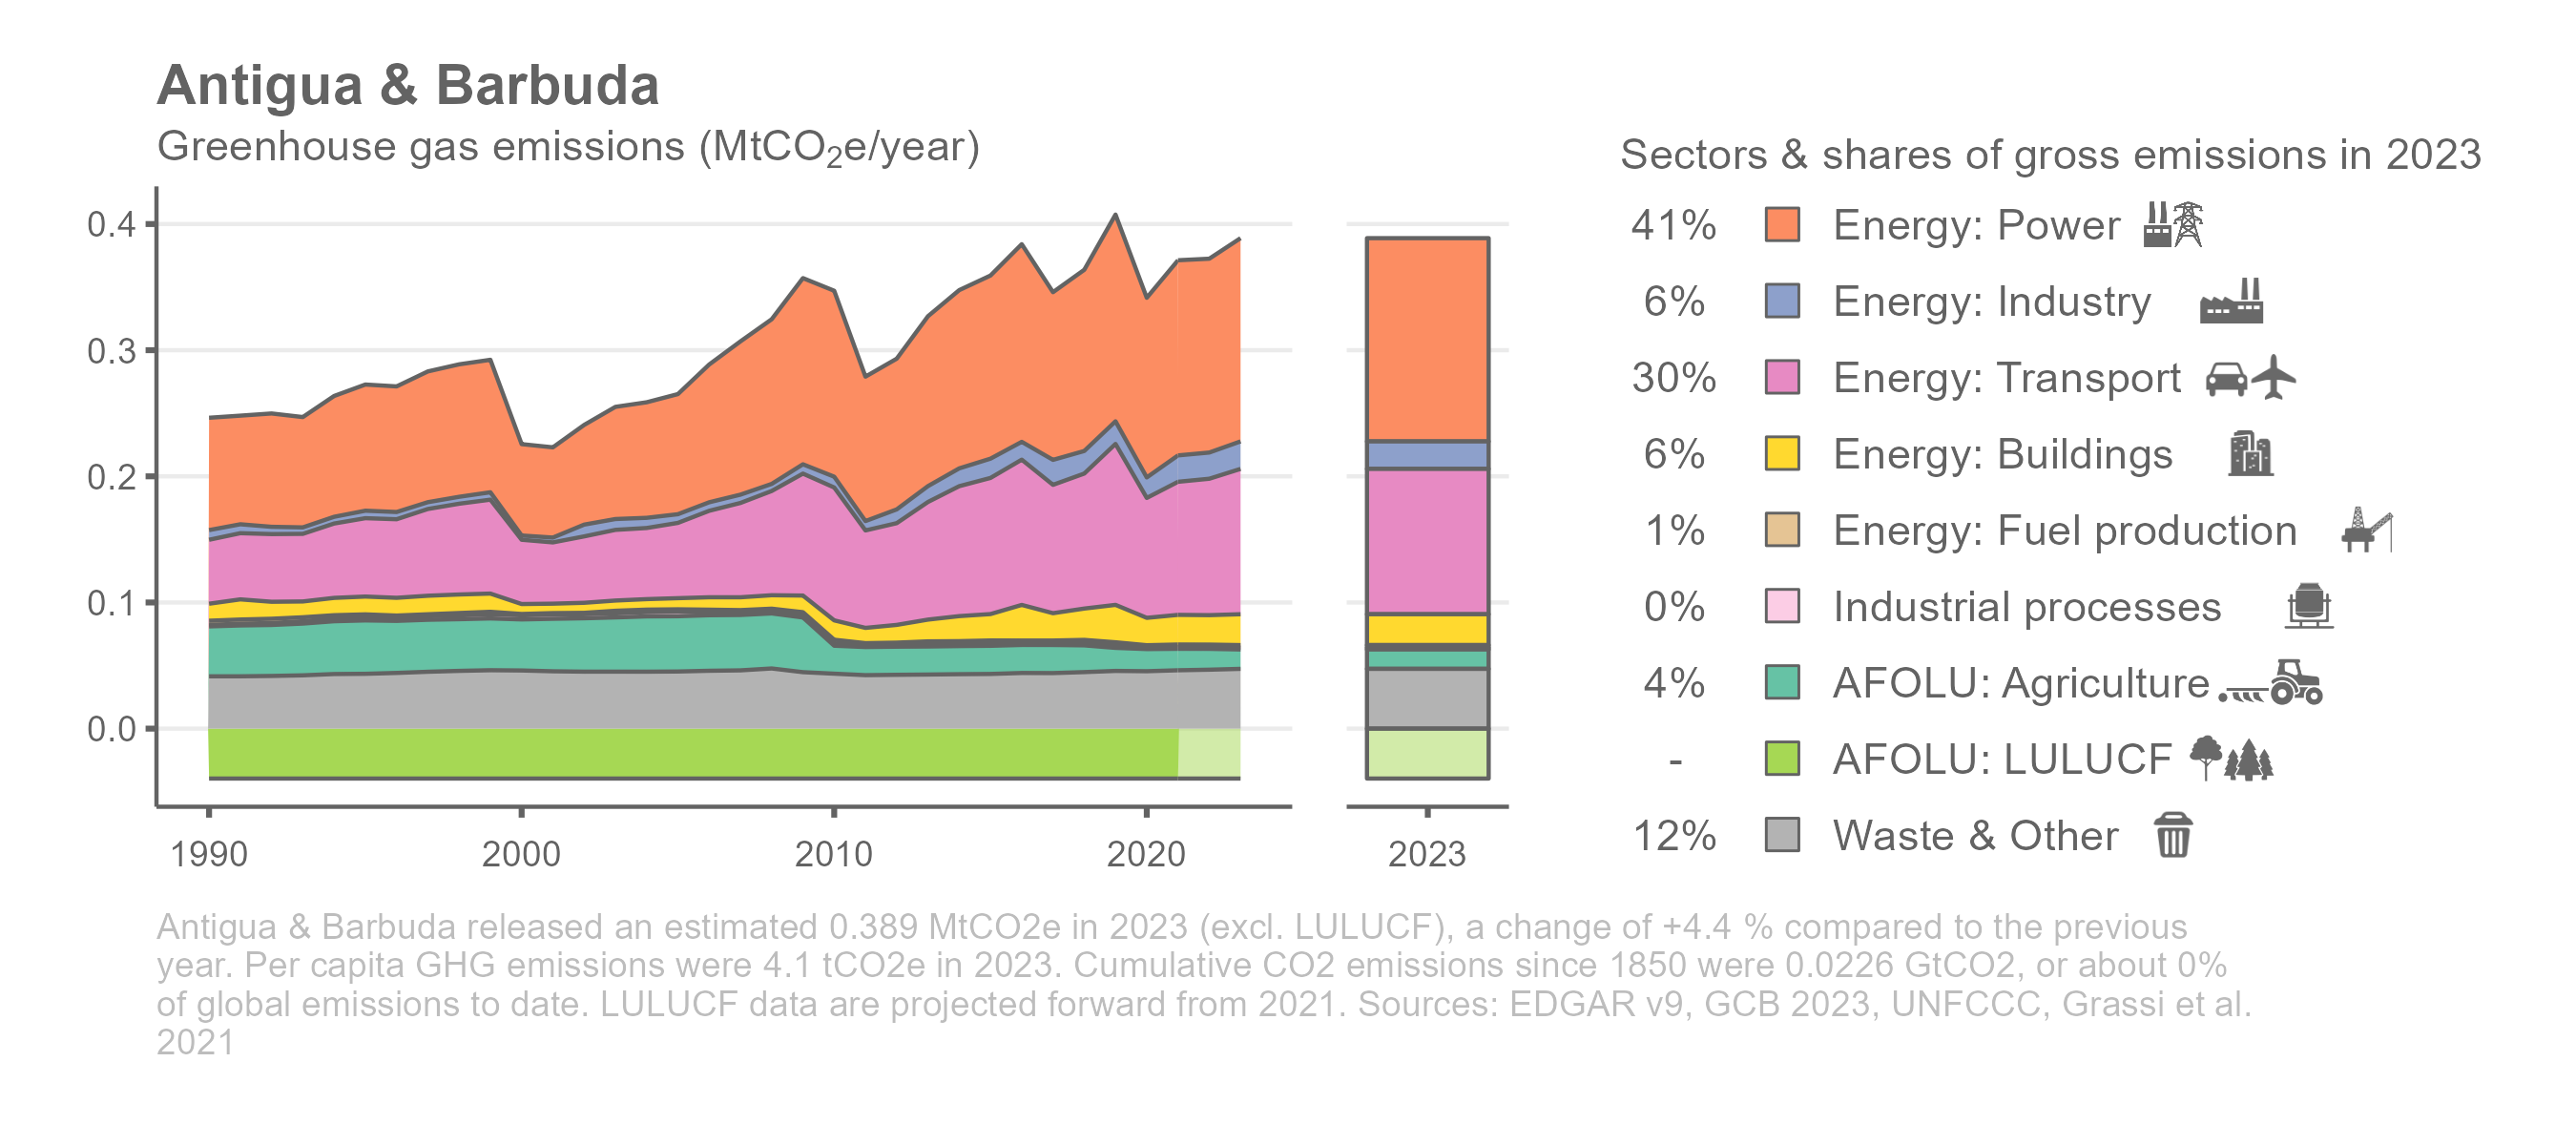 Antigua & Barbuda
Greenhouse gas emissions (MtCO₂e/year)
0.4
0.3
0.2
0.1
0.0
1990
2000
2010
2020
2023
Sectors & shares of gross emissions in 2023
41% Energy: Power
6% Energy: Industry
30% Energy: Transport
6% Energy: Buildings
1% Energy: Fuel production
0% Industrial processes
4% AFOLU: Agriculture
- AFOLU: LULUCF
12% Waste & Other
Antigua & Barbuda released an estimated 0.389 MtCO2e in 2023 (excl. LULUCF), a change of +4.4 % compared to the previous
year. Per capita GHG emissions were 4.1 tCO2e in 2023. Cumulative CO2 emissions since 1850 were 0.0226 GtCO2, or about 0%
of global emissions to date. LULUCF data are projected forward from 2021. Sources: EDGAR v9, GCB 2023, UNFCCC, Grassi et al.
2021